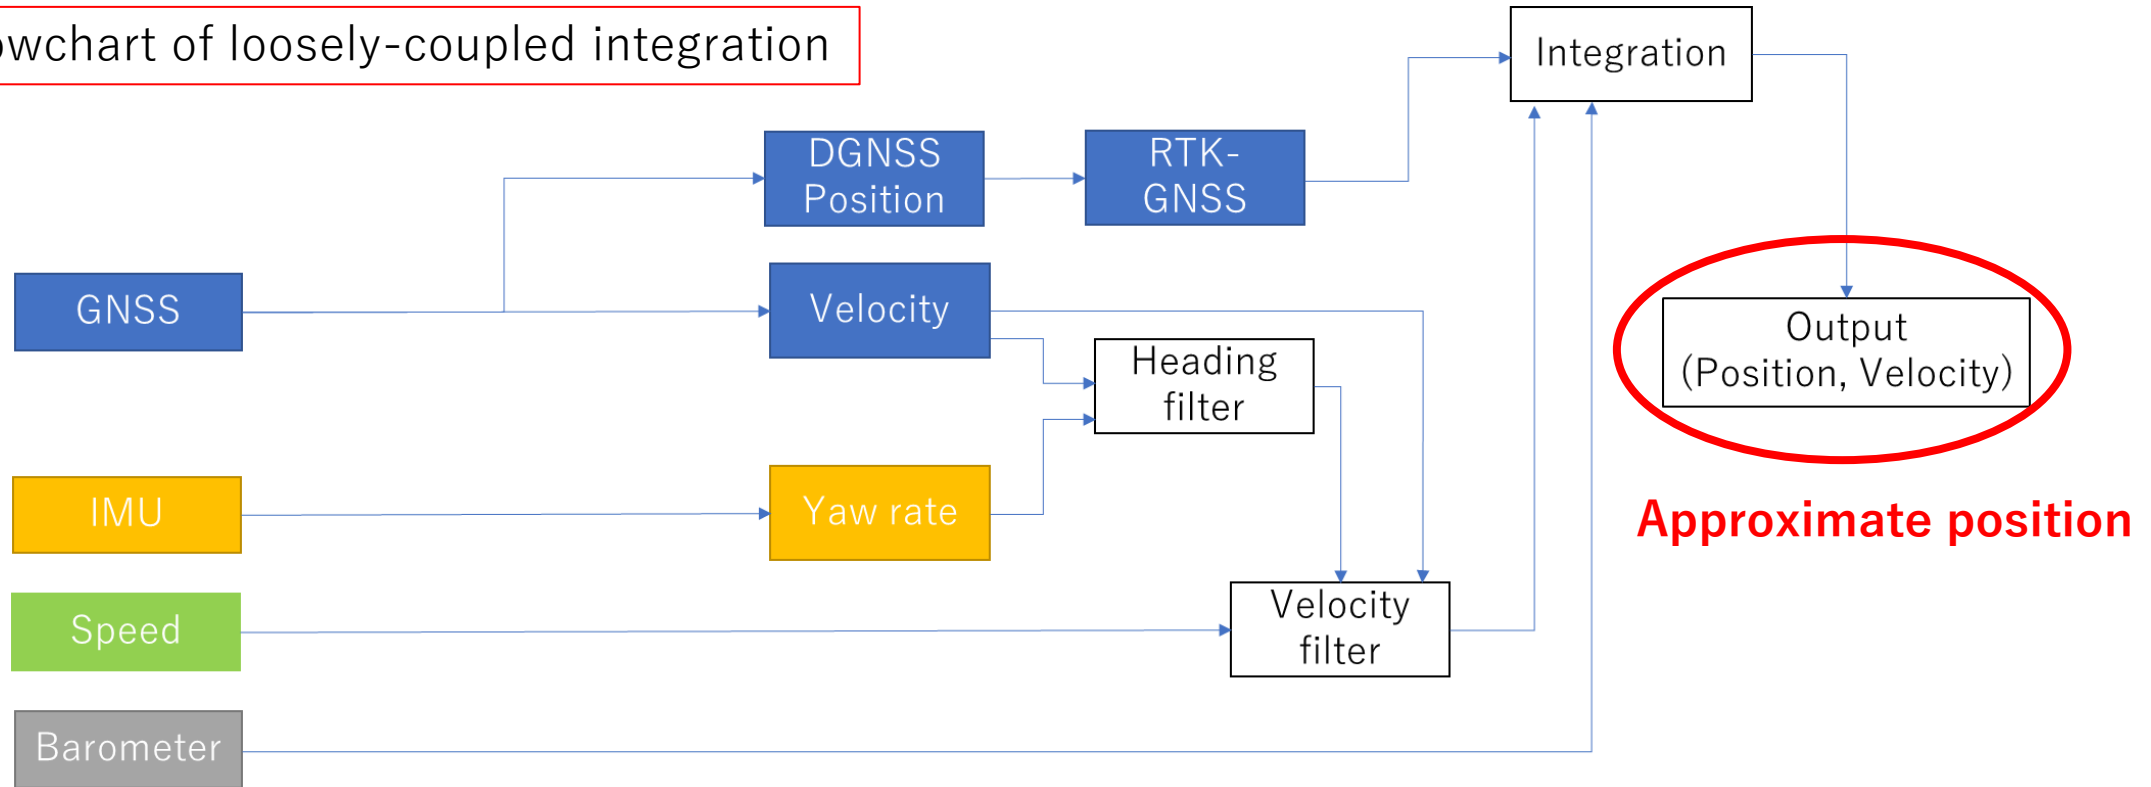 owchart of loosely-coupled integration
Integration
DGNSS
Position
RTK-
GNSS
GNSS
Velocity
Heading
filter
Output
(Position, Velocity)
IMU
Yaw rate
Approximate position
Speed
Velocity
filter
Barometer